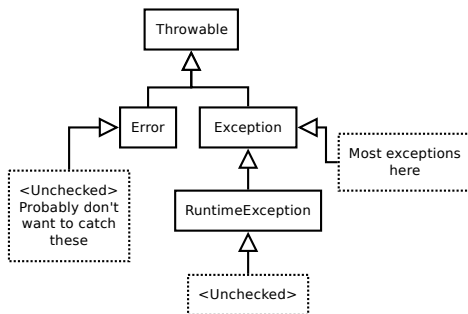 Throwable
Error
Exception
Most exceptions
here
<Unchecked>
Probably don't
want to catch
these
RuntimeException
<Unchecked>